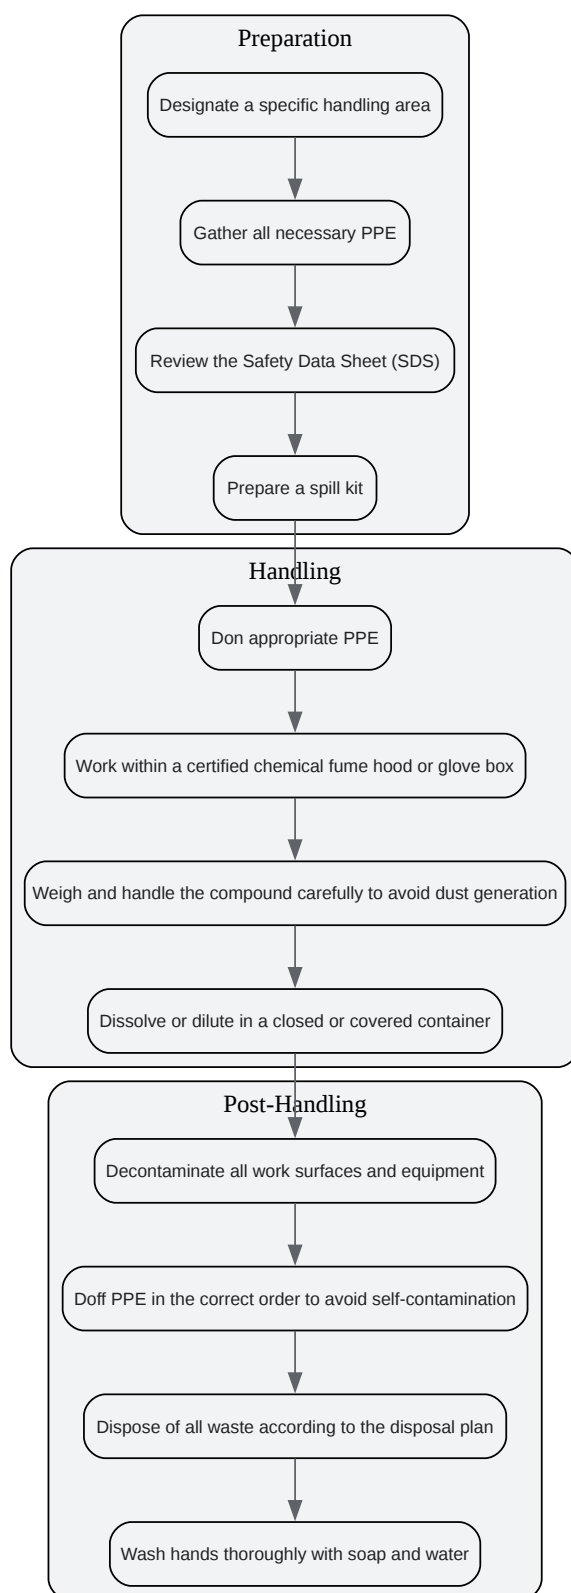 Preparation
Designate a specific handling area
Gather all necessary PPE
Review the Safety Data Sheet (SDS)
Prepare a spill kit
Handling
Don appropriate PPE
Work within a certified chemical fume hood or glove box
Weigh and handle the compound carefully to avoid dust generation
Dissolve or dilute in a closed or covered container
Post-Handling
Decontaminate all work surfaces and equipment
Doff PPE in the correct order to avoid self-contamination
Dispose of all waste according to the disposal plan
Wash hands thoroughly with soap and water